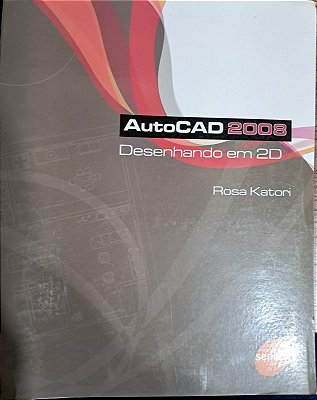 AutoCAD 2008
Desenhando em 2D
Rosa Katori